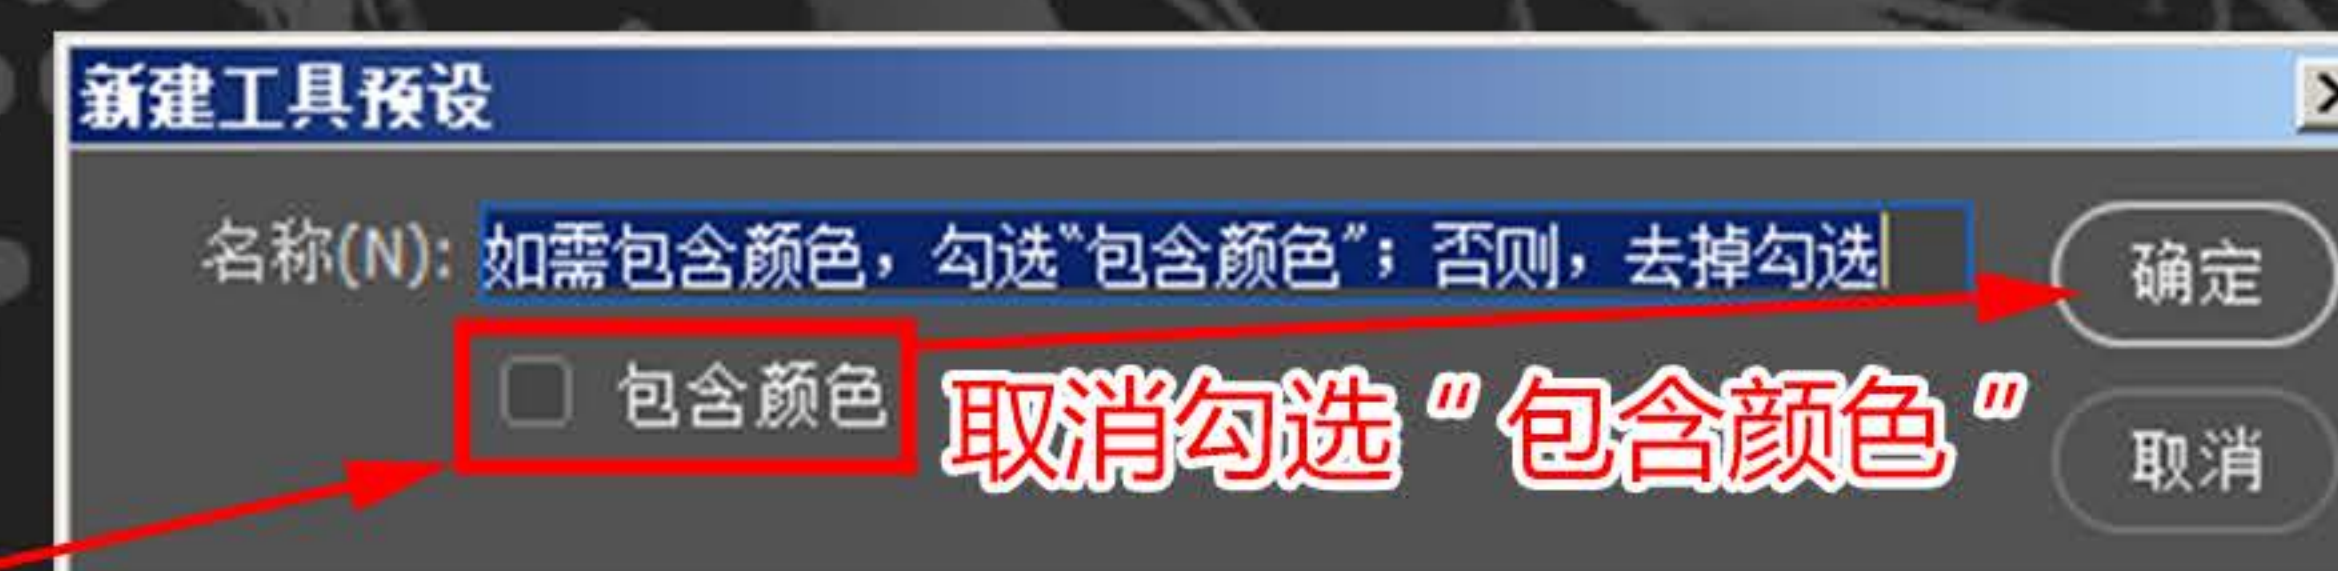 新建工具预设
名称(N): 如需包含颜色，勾选“包含颜色”；否则，去掉勾选
确定
包含颜色
取消勾选“包含颜色”
取消